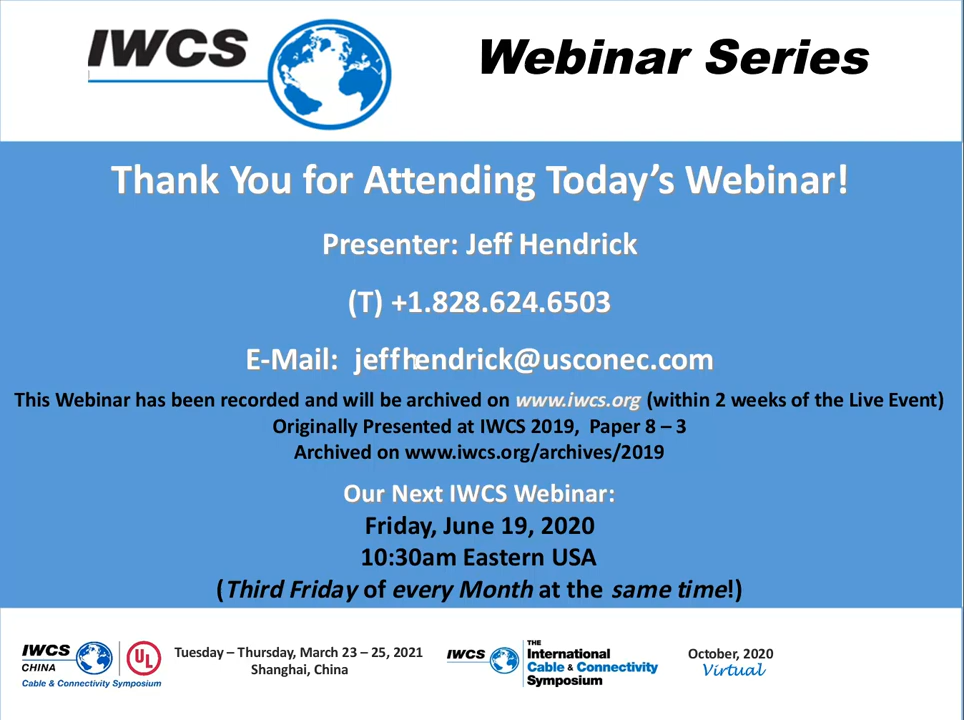 IWCS
Webinar Series
Thank You for Attending Today's Webinar!
Presenter: Jeff Hendrick
(T) +1.828.624.6503
E-Mail: jeffhendrick@usconec.com
This Webinar has been recorded and will be archived on www.iwcs.org (within 2 weeks of the Live Event)
Originally Presented at IWCS 2019, Paper 8 – 3
Archived on www.iwcs.org/archives/2019
Our Next IWCS Webinar:
Friday, June 19, 2020
10:30am Eastern USA
(Third Friday of every Month at the same time!)
IWCS
CHINA
UL
Cable & Connectivity Symposium
Tuesday – Thursday, March 23 – 25, 2021
Shanghai, China
IWCS
THE
International
Cable & Connectivity
Symposium
October, 2020
Virtual